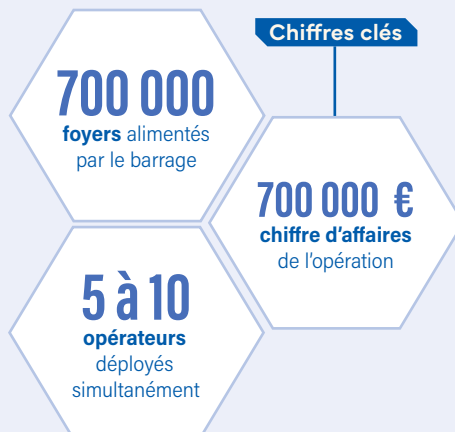 Chiffres clés
700 000
foyers alimentés
par le barrage
700 000 €
chiffre d'affaires
de l'opération
5 à 10
opérateurs
déployés
simultanément